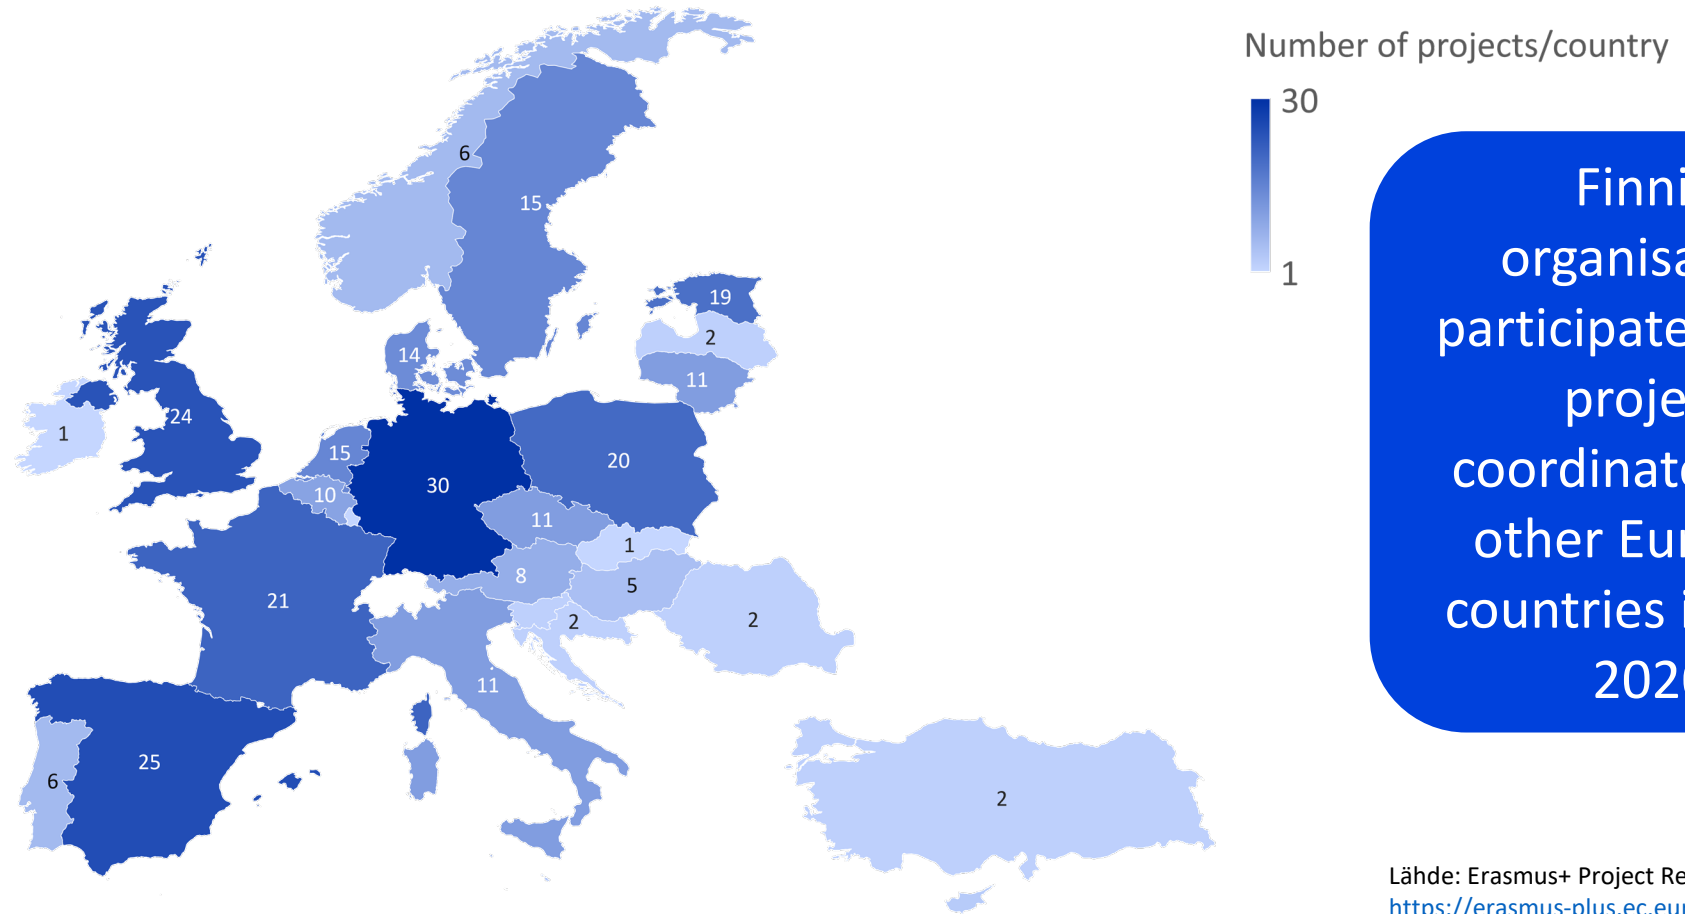 Number of projects/country
30
1
6
15
19
2
11
14
24
1
15
10
30
20
11
1
8
5
21
2
2
11
25
6
2
Finni
organisa
participate
proje
coordinate
other Eur
countries i
202
Lähde: Erasmus+ Project Re
https://erasmus-plus.ec.eur